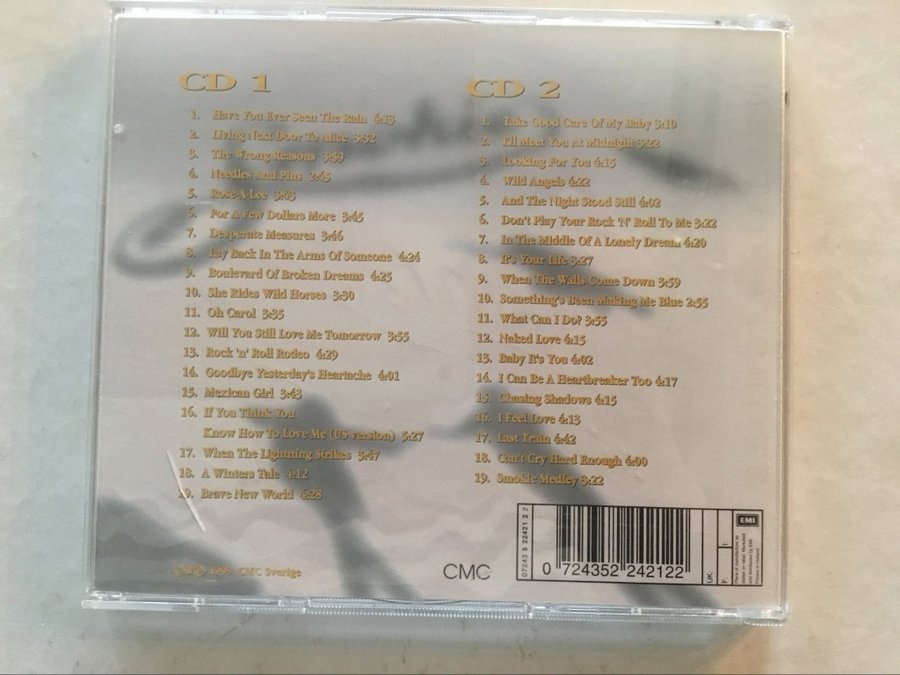 CD 1
1. Have You Ever Seen The Rain 4:13
2. Living Next Door To Alice 3:32
3. The Wrong Reasons 3:59
4. Needles And Pins 2:45
5. Rose-A-Lee 3:43
6. For A Few Dollars More 3:45
7. Desperate Measures 3:46
8. Lay Back In The Arms Of Someone 4:24
9. Boulevard Of Broken Dreams 4:25
10. She Rides Wild Horses 3:30
11. Oh Carol 3:35
12. Will You Still Love Me Tomorrow 3:55
13. Rock 'n' Roll Rodeo 4:29
14. Goodbye Yesterday's Heartache 4:01
15. Mexican Girl 3:43
16. If You Think You
Know How To Love Me (US version) 5:27
17. When The Lighning Strikes 3:47
18. A Winters Tale 4:12
19. Brave New World 4:28
CD 2
1. Take Good Care Of My Baby 3:10
2. I'll Meet You At Midnight 3:22
3. Looking For You 4:15
4. Wild Angels 4:22
5. And The Night Stood Still 4:02
6. Don't Play Your Rock 'N' Roll To Me 3:22
7. In The Middle Of A Lonely Dream 4:20
8. It's Your Life 3:27
9. When The Walls Come Down 3:59
10. Something's Been Making Me Blue 2:55
11. What Can I Do? 3:55
12. Naked Love 4:15
13. Baby It's You 4:02
14. I Can Be A Heartbreaker Too 4:17
15. Chasing Shadows 4:15
16. I Feel Love 4:13
17. Last Train 4:42
18. Can't Cry Hard Enough 4:00
19. Smokie Medley 3:22
CMC Sverige
CMC
07243 5 22421 2 2
0 724352 242122
UK
F
EMI